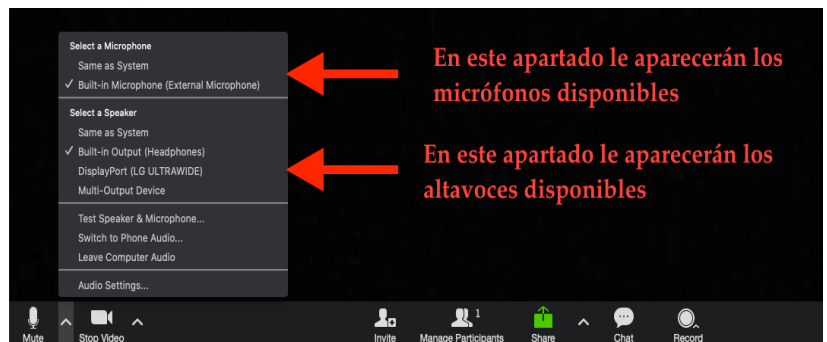 Select a Microphone
Same as System
✓ Built-in Microphone (External Microphone)
Select a Speaker
Same as System
✓ Built-in Output (Headphones)
DisplayPort (LG ULTRAWIDE)
Multi-Output Device
Test Speaker & Microphone...
Switch to Phone Audio...
Leave Computer Audio
Audio Settings...
En este apartado le aparecerán los
micrófonos disponibles
En este apartado le aparecerán los
altavoces disponibles
Mute
Stop Video
Invite
1
Manage Participants
Share
Chat
Record